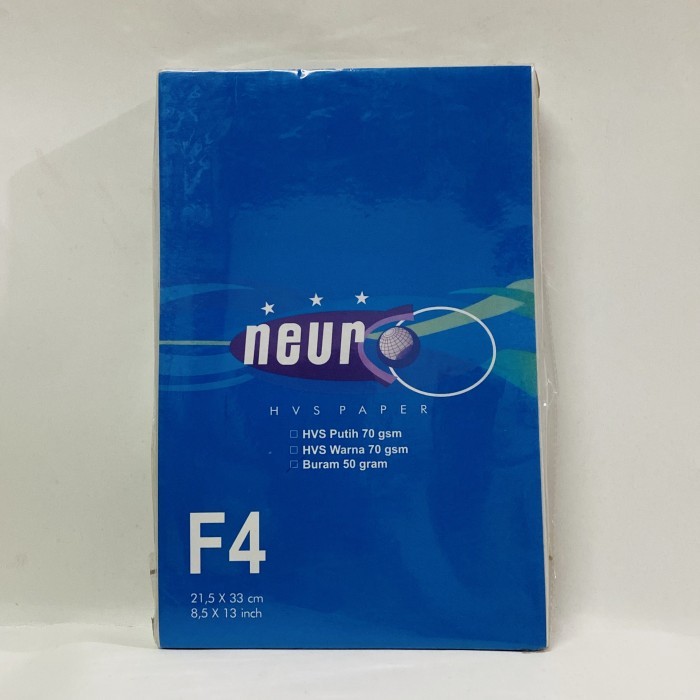 neuro
HVS PAPER
HVS Putih 70 gsm
HVS Warna 70 gsm
Buram 50 gram
F4
21,5 X 33 cm
8,5 X 13 inch